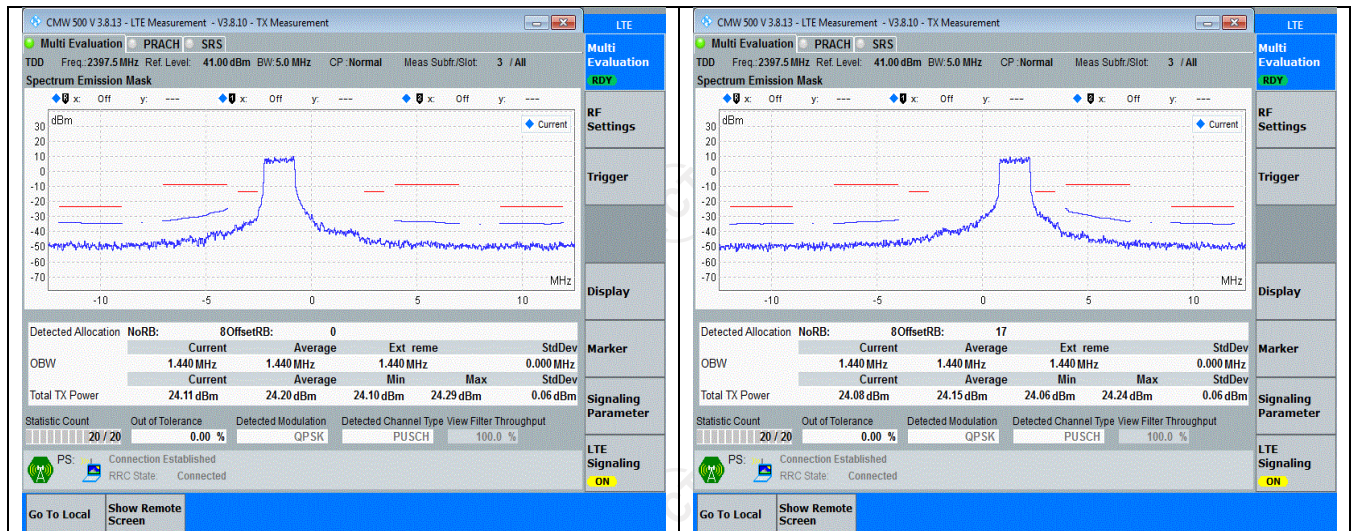 CMW 500 V 3.8.13 - LTE Measurement - V3.8.10 - TX Measurement
LTE
Multi Evaluation PRACH SRS
Multi
Evaluation
RDY
TDD Freq.:2397.5 MHz Ref. Level: 41.00 dBm BW:5.0 MHz CP :Normal Meas Subfr./Slot: 3 / All
Spectrum Emission Mask
x: Off y: --- x: Off y: --- x: Off y: ---
dBm
Current
30
20
10
0
-10
-20
-30
-40
-50
-60
-70
MHz
-10 -5 0 5 10
RF
Settings
Trigger
Display
Marker
Signaling
Parameter
LTE
Signaling
ON
Detected Allocation NoRB: 8OffsetRB: 0
Current Average Ext reme StdDev
OBW 1.440 MHz 1.440 MHz 1.440 MHz 0.000 MHz
Current Average Min Max StdDev
Total TX Power 24.11 dBm 24.20 dBm 24.10 dBm 24.29 dBm 0.06 dBm
Statistic Count Out of Tolerance Detected Modulation Detected Channel Type View Filter Throughput
20 / 20 0.00 % QPSK PUSCH 100.0 %
PS: Connection Established
RRC State: Connected
Go To Local
Show Remote
Screen
CMW 500 V 3.8.13 - LTE Measurement - V3.8.10 - TX Measurement
LTE
Multi Evaluation PRACH SRS
Multi
Evaluation
RDY
TDD Freq.:2397.5 MHz Ref. Level: 41.00 dBm BW:5.0 MHz CP :Normal Meas Subfr./Slot: 3 / All
Spectrum Emission Mask
x: Off y: --- x: Off y: --- x: Off y: ---
dBm
Current
30
20
10
0
-10
-20
-30
-40
-50
-60
-70
MHz
-10 -5 0 5 10
RF
Settings
Trigger
Display
Marker
Signaling
Parameter
LTE
Signaling
ON
Detected Allocation NoRB: 8OffsetRB: 17
Current Average Ext reme StdDev
OBW 1.440 MHz 1.440 MHz 1.440 MHz 0.000 MHz
Current Average Min Max StdDev
Total TX Power 24.08 dBm 24.15 dBm 24.06 dBm 24.24 dBm 0.06 dBm
Statistic Count Out of Tolerance Detected Modulation Detected Channel Type View Filter Throughput
20 / 20 0.00 % QPSK PUSCH 100.0 %
PS: Connection Established
RRC State: Connected
Go To Local
Show Remote
Screen